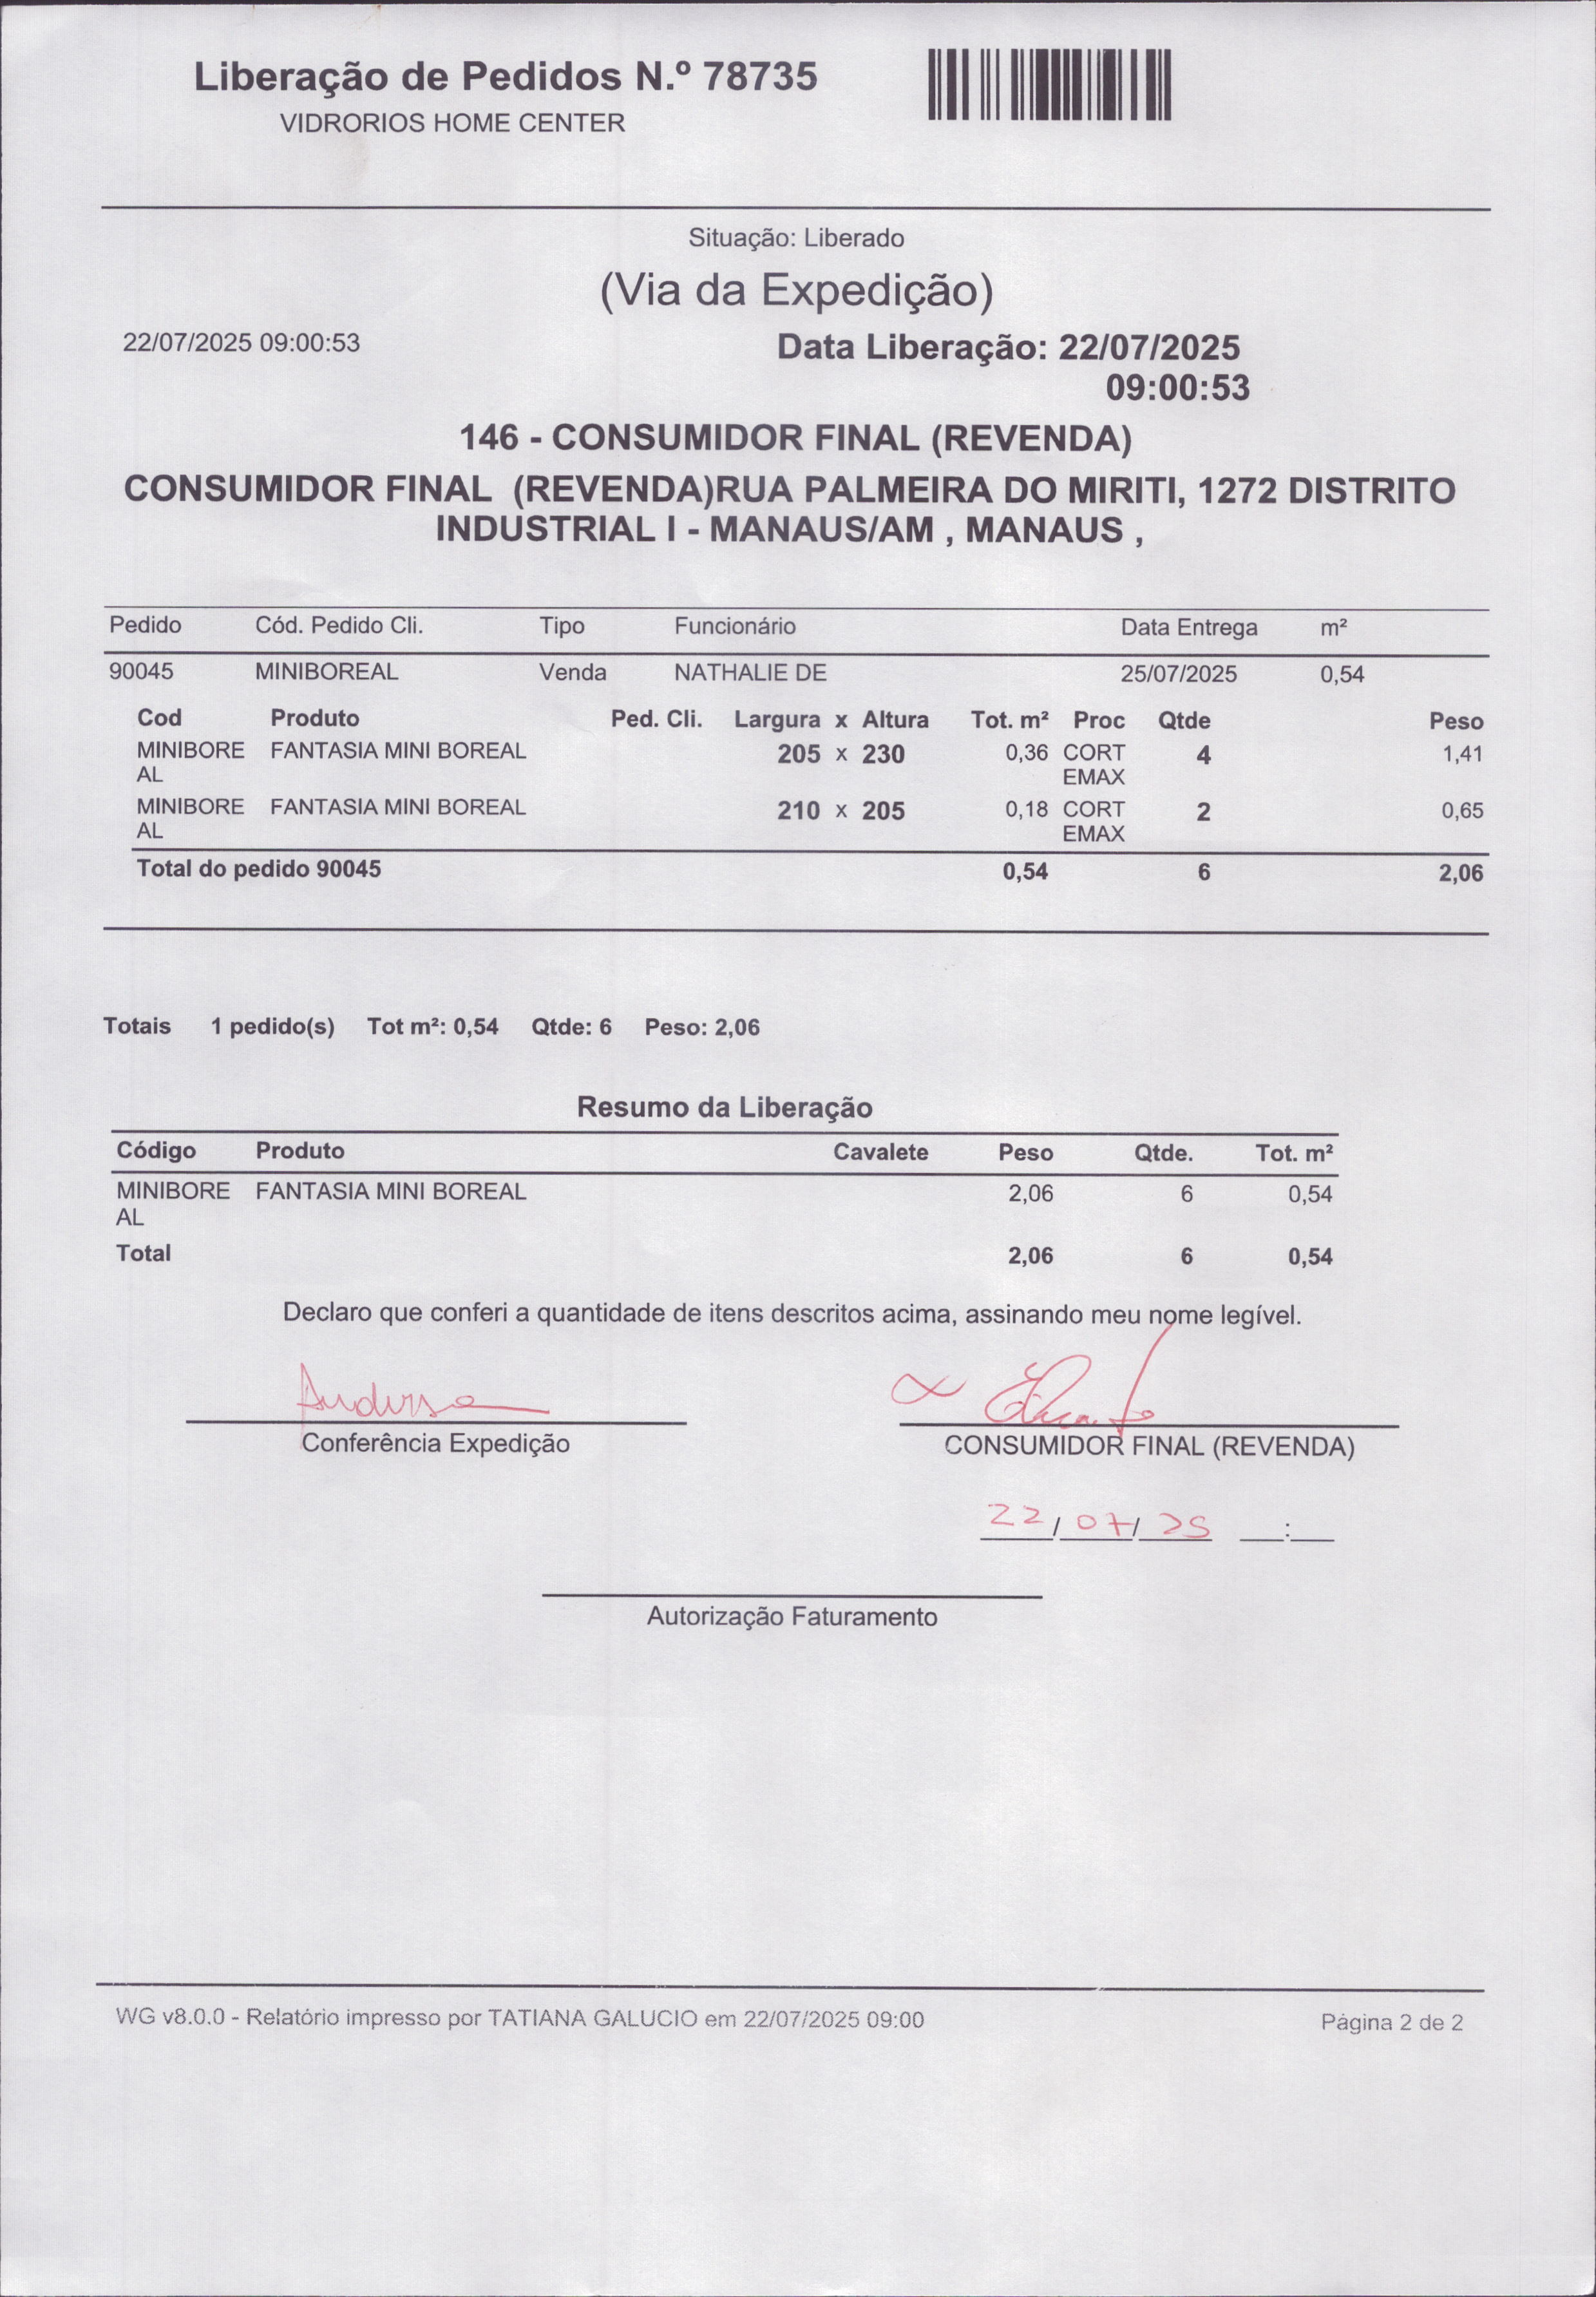 Liberação de Pedidos N.º 78735
VIDRORIOS HOME CENTER
Situação: Liberado
(Via da Expedição)
22/07/2025 09:00:53
Data Liberação: 22/07/2025
09:00:53
146 - CONSUMIDOR FINAL (REVENDA)
CONSUMIDOR FINAL (REVENDA)RUA PALMEIRA DO MIRITI, 1272 DISTRITO
INDUSTRIAL I - MANAUS/AM , MANAUS ,
Pedido Cód. Pedido Cli. Tipo Funcionário Data Entrega m²
90045 MINIBOREAL Venda NATHALIE DE 25/07/2025 0,54
Cod Produto Ped. Cli. Largura x Altura Tot. m² Proc Qtde Peso
MINIBORE FANTASIA MINI BOREAL 205 x 230 0,36 CORT 4 1,41
AL EMAX
MINIBORE FANTASIA MINI BOREAL 210 x 205 0,18 CORT 2 0,65
AL EMAX
Total do pedido 90045 0,54 6 2,06
Totais 1 pedido(s) Tot m²: 0,54 Qtde: 6 Peso: 2,06
Resumo da Liberação
Código Produto Cavalete Peso Qtde. Tot. m²
MINIBORE FANTASIA MINI BOREAL 2,06 6 0,54
AL
Total 2,06 6 0,54
Declaro que conferi a quantidade de itens descritos acima, assinando meu nome legível.
Conferência Expedição
CONSUMIDOR FINAL (REVENDA)
22/07/25 __:__
Autorização Faturamento
WG v8.0.0 - Relatório impresso por TATIANA GALUCIO em 22/07/2025 09:00
Página 2 de 2